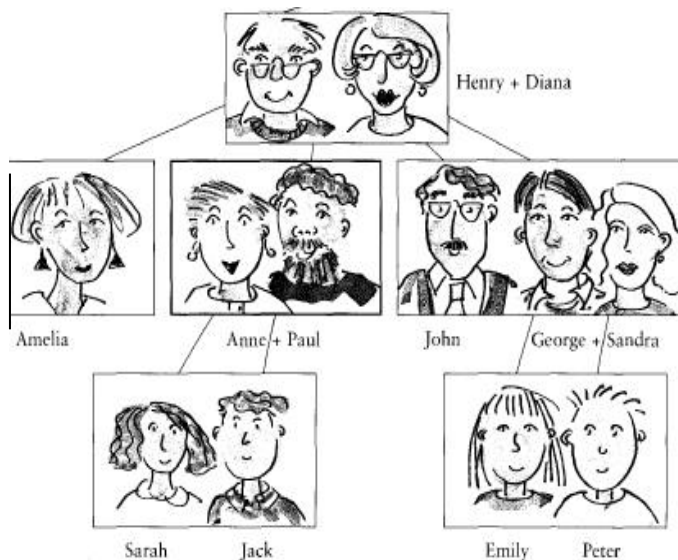 Henry + Diana
Amelia
Anne + Paul
John
George + Sandra
Sarah
Jack
Emily
Peter